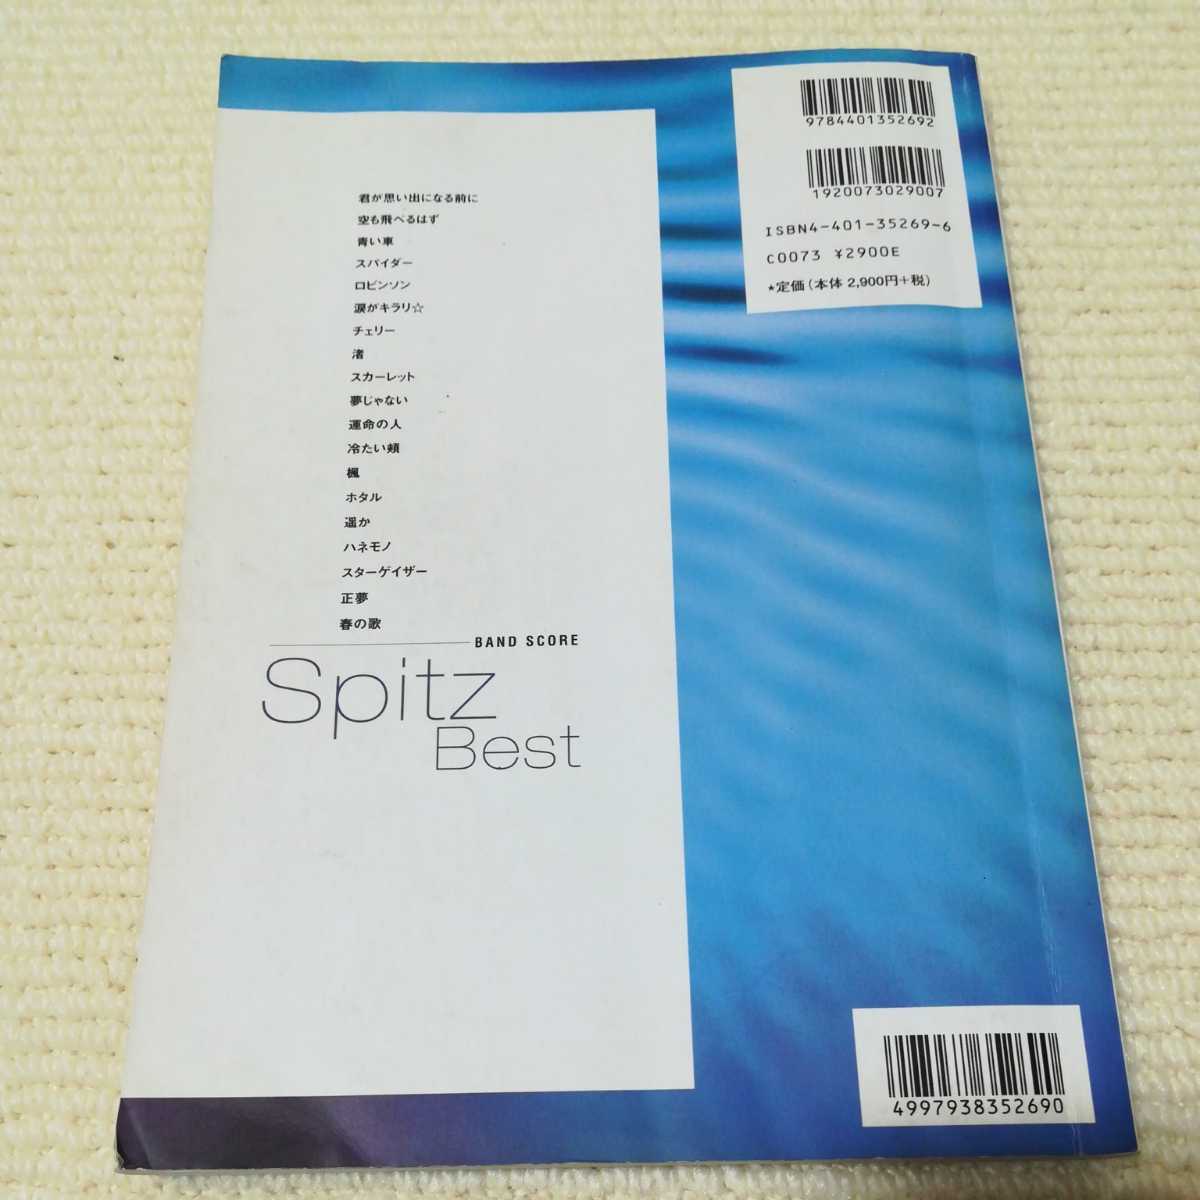 君が思い出になる前に
空も飛べるはず
青い車
スパイダー
ロビンソン
涙がキラリ☆
チェリー
渚
スカーレット
夢じゃない
運命の人
冷たい頬
楓
ホタル
遥か
ハネモノ
スターゲイザー
正夢
春の歌
BAND SCORE
Spitz
Best
9784401352692
1920073029007
ISBN4-401-35269-6
C0073 ¥2900E
★定価(本体 2,900円+税)
4997938352690